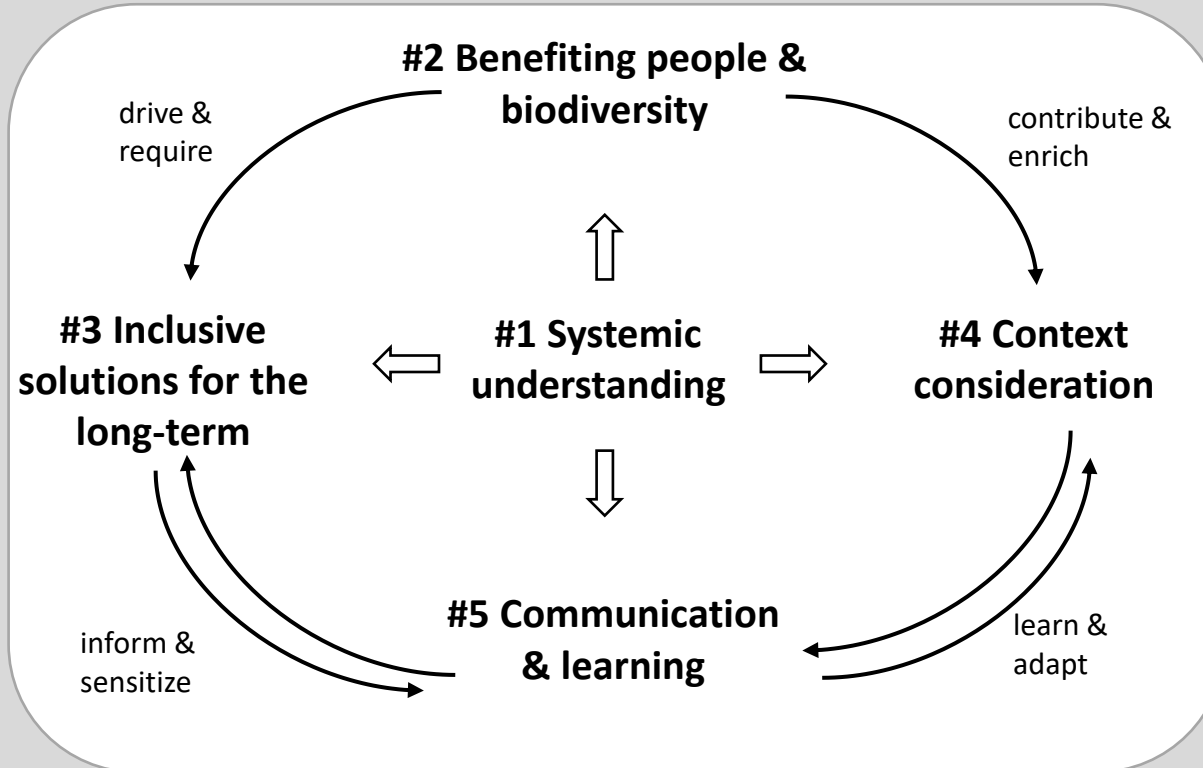 #2 Benefiting people &
biodiversity
drive &
require
contribute &
enrich
#3 Inclusive
solutions for the
long-term
#1 Systemic
understanding
#4 Context
consideration
#5 Communication
& learning
inform &
sensitize
learn &
adapt